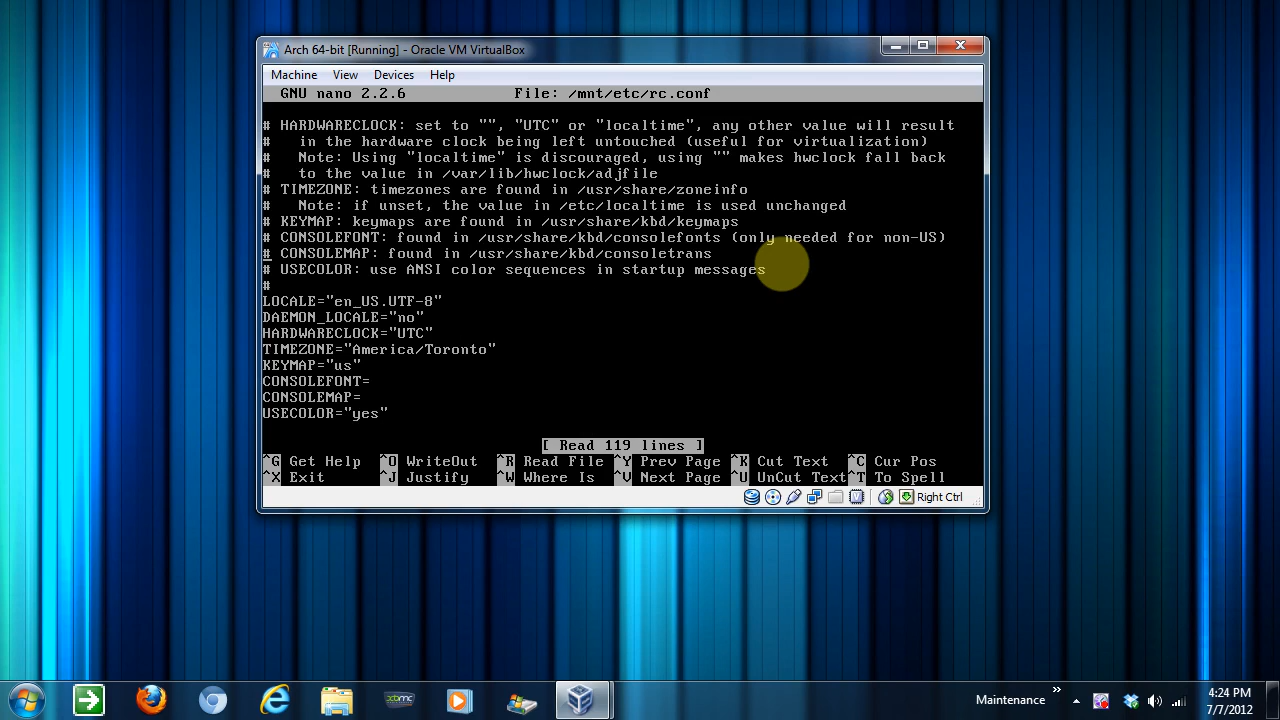 Arch 64-bit [Running] - Oracle VM VirtualBox
Machine View Devices Help
GNU nano 2.2.6 File: /mnt/etc/rc.conf
# HARDWARECLOCK: set to "", "UTC" or "localtime", any other value will result
# in the hardware clock being left untouched (useful for virtualization)
# Note: Using "localtime" is discouraged, using "" makes hwclock fall back
# to the value in /var/lib/hwclock/adjfile
# TIMEZONE: timezones are found in /usr/share/zoneinfo
# Note: if unset, the value in /etc/localtime is used unchanged
# KEYMAP: keymaps are found in /usr/share/kbd/keymaps
# CONSOLEFONT: found in /usr/share/kbd/consolefonts (only needed for non-US)
# CONSOLEMAP: found in /usr/share/kbd/consoletrans
# USECOLOR: use ANSI color sequences in startup messages
#
LOCALE="en_US.UTF-8"
DAEMON_LOCALE="no"
HARDWARECLOCK="UTC"
TIMEZONE="America/Toronto"
KEYMAP="us"
CONSOLEFONT=
CONSOLEMAP=
USECOLOR="yes"
[ Read 119 lines ]
^G Get Help ^O WriteOut ^R Read File ^Y Prev Page ^K Cut Text ^C Cur Pos
^X Exit ^J Justify ^W Where Is ^V Next Page ^U UnCut Text ^T To Spell
Right Ctrl
xbmc
Maintenance »
4:24 PM
7/7/2012